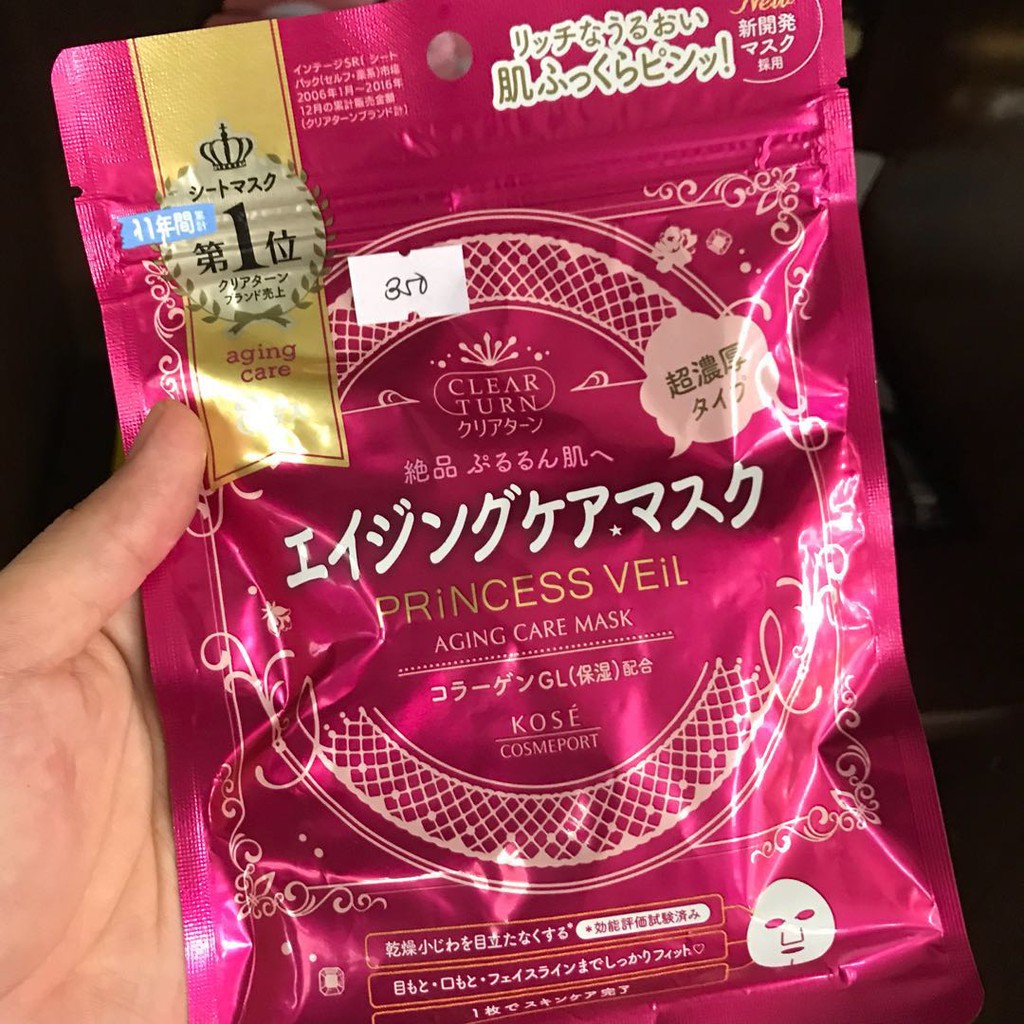 インテージSRI シート
パック(セルフ・薬系)市場
2006年1月～2016年
12月の累計販売金額
(クリアターンブランド計)
リッチなうるおい
肌ふっくらピンッ!
New
新開発
マスク
採用
シートマスク
11年間累計
第1位
クリアターン
ブランド売上
aging
care
350
CLEAR
TURN
クリアターン
超濃厚
タイプ
絶品 ぷるるん肌へ
エイジングケア★マスク
PRiNCESS VEiL
AGING CARE MASK
コラーゲンGL(保湿)配合
KOSÉ
COSMEPORT
乾燥小じわを目立たなくする* *効能評価試験済み
目もと・口もと・フェイスラインまでしっかりフィット♡
1枚でスキンケア完了